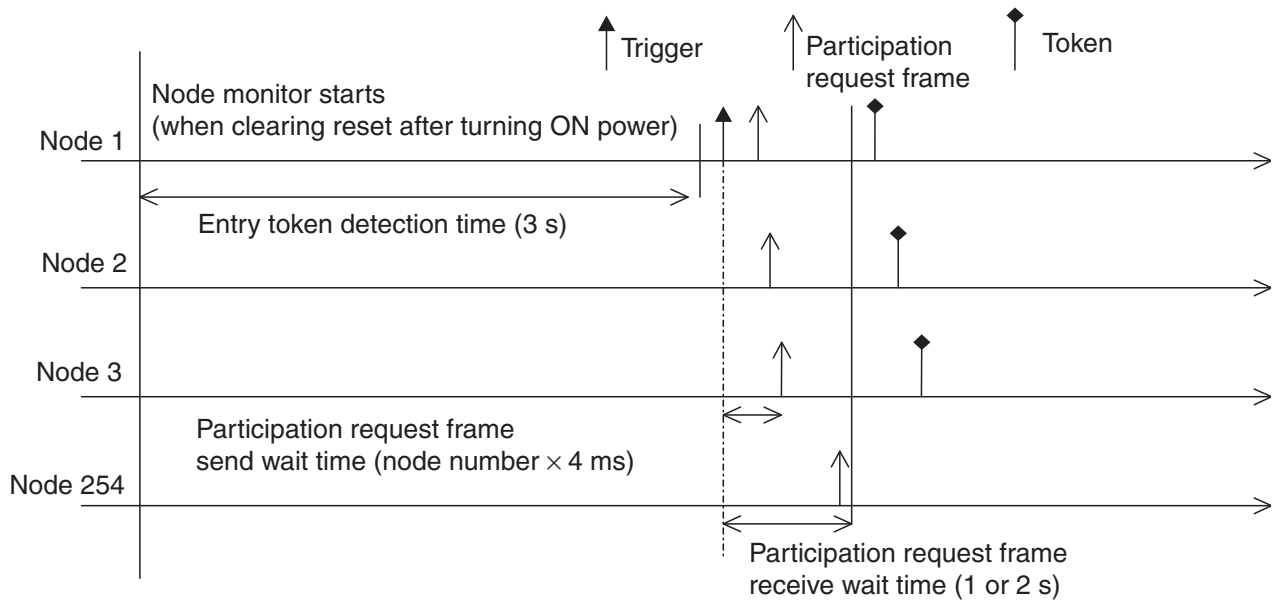 Trigger
Participation
request frame
Token
Node monitor starts
(when clearing reset after turning ON power)
Node 1
Entry token detection time (3 s)
Node 2
Node 3
Participation request frame
send wait time (node number × 4 ms)
Node 254
Participation request frame
receive wait time (1 or 2 s)